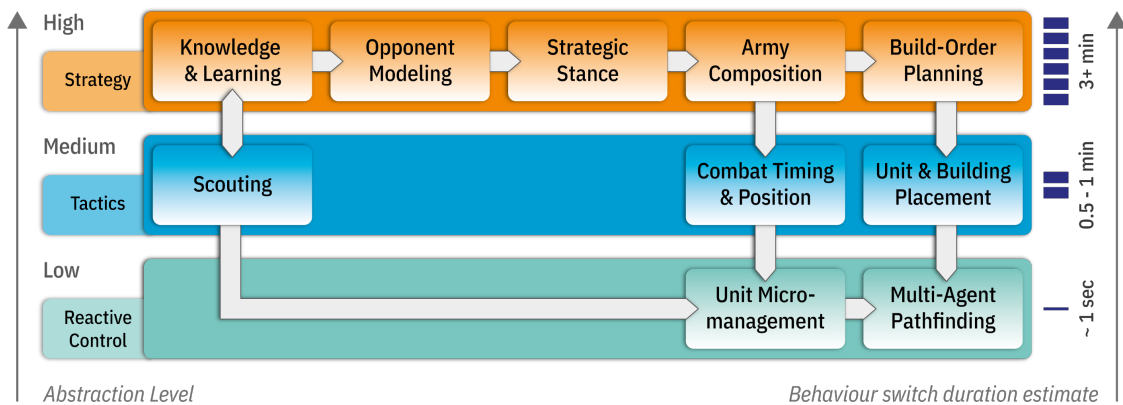 High
Strategy
Knowledge
& Learning
Opponent
Modeling
Strategic
Stance
Army
Composition
Build-Order
Planning
3+ min
Medium
Tactics
Scouting
Combat Timing
& Position
Unit & Building
Placement
0.5 - 1 min
Low
Reactive
Control
Unit Micro-
management
Multi-Agent
Pathfinding
~ 1 sec
Abstraction Level
Behaviour switch duration estimate